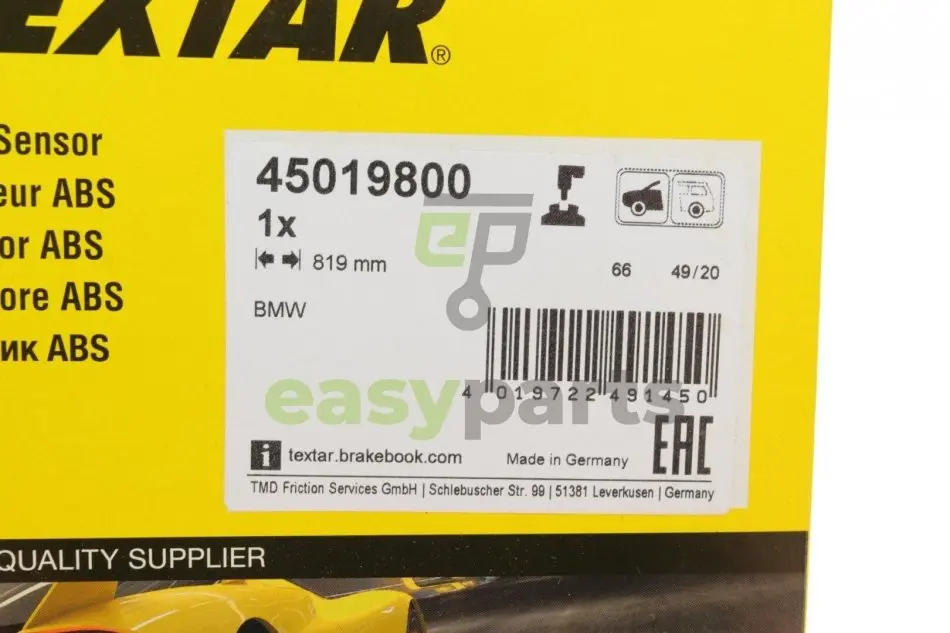 TEXTAR®
Sensor
eur ABS
or ABS
ore ABS
ик ABS
45019800
1x
819 mm
BMW
66 49/20
ep
easyparts
4 019722 491450
i textar.brakebook.com Made in Germany EAC
TMD Friction Services GmbH | Schlebuscher Str. 99 | 51381 Leverkusen | Germany
QUALITY SUPPLIER